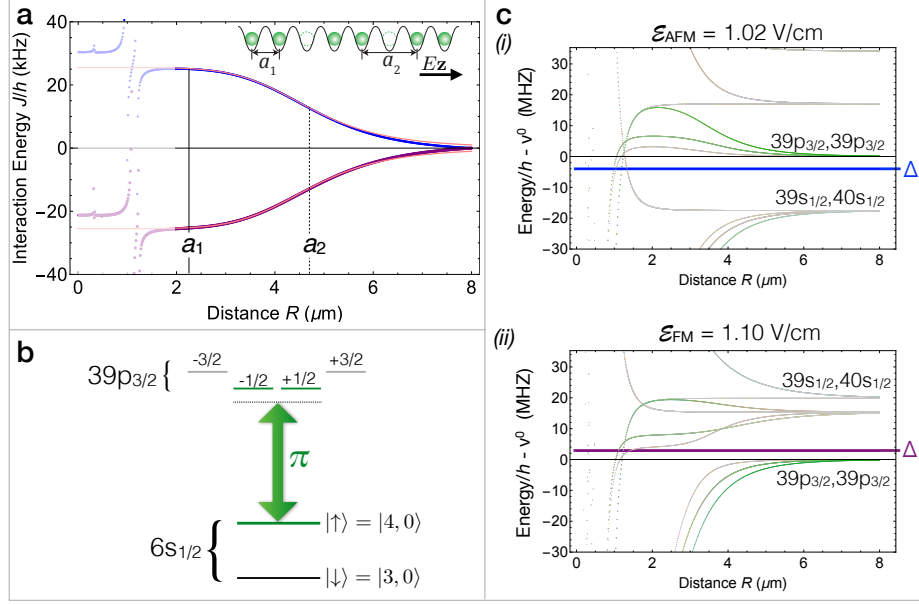 a
Interaction Energy J/h (kHz)
40
20
0
−20
−40
0 2 4 6 8
Distance R (μm)
a₁
a₂
a₁
a₂
Ez
b
39p3/2 {
-3/2
-1/2
+1/2
+3/2
π
6s1/2 {
|↑⟩ = |4, 0⟩
|↓⟩ = |3, 0⟩
c
(i)
ℰAFM = 1.02 V/cm
Energy/h - ν⁰ (MHZ)
30
20
10
0
-10
-20
-30
39p3/2,39p3/2
Δ
39s1/2,40s1/2
0 2 4 6 8
Distance R (μm)
(ii)
ℰFM = 1.10 V/cm
Energy/h - ν⁰ (MHZ)
30
20
10
0
-10
-20
-30
39s1/2,40s1/2
Δ
39p3/2,39p3/2
0 2 4 6 8
Distance R (μm)